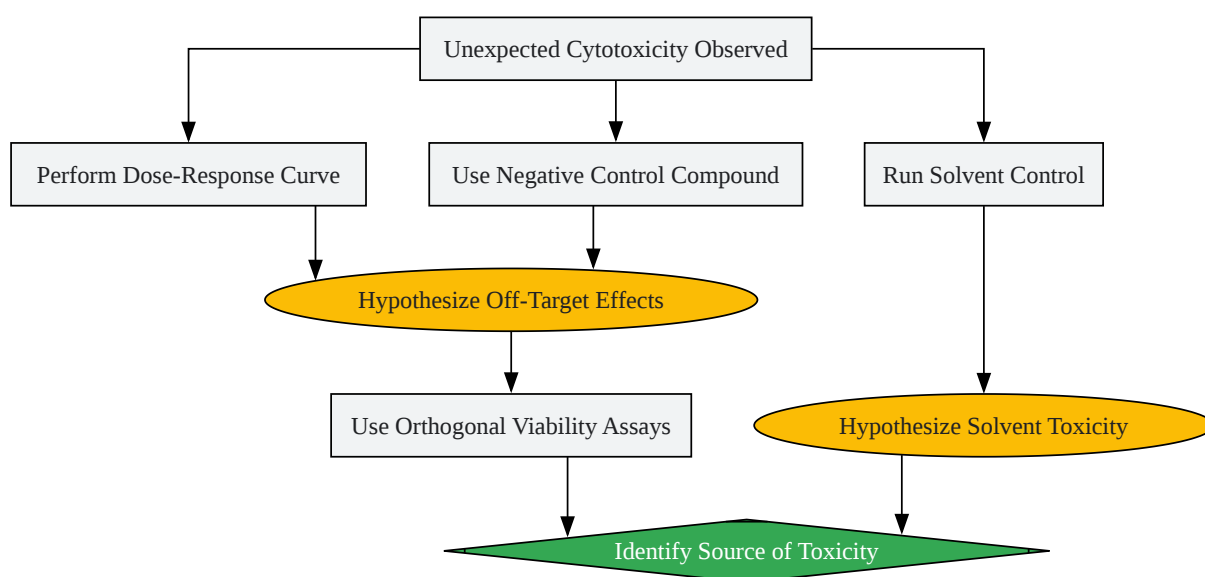 Unexpected Cytotoxicity Observed
Perform Dose-Response Curve
Use Negative Control Compound
Run Solvent Control
Hypothesize Off-Target Effects
Use Orthogonal Viability Assays
Hypothesize Solvent Toxicity
Identify Source of Toxicity